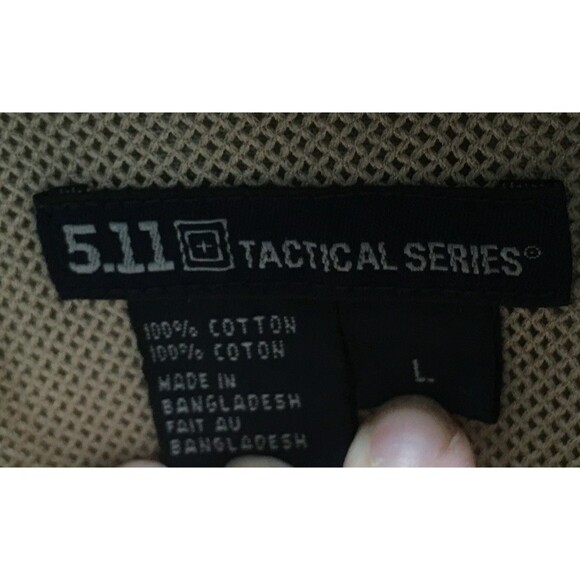 5.11 TACTICAL SERIES®
100% COTTON
100% COTON
MADE IN
BANGLADESH
FAIT AU
BANGLADESH
L